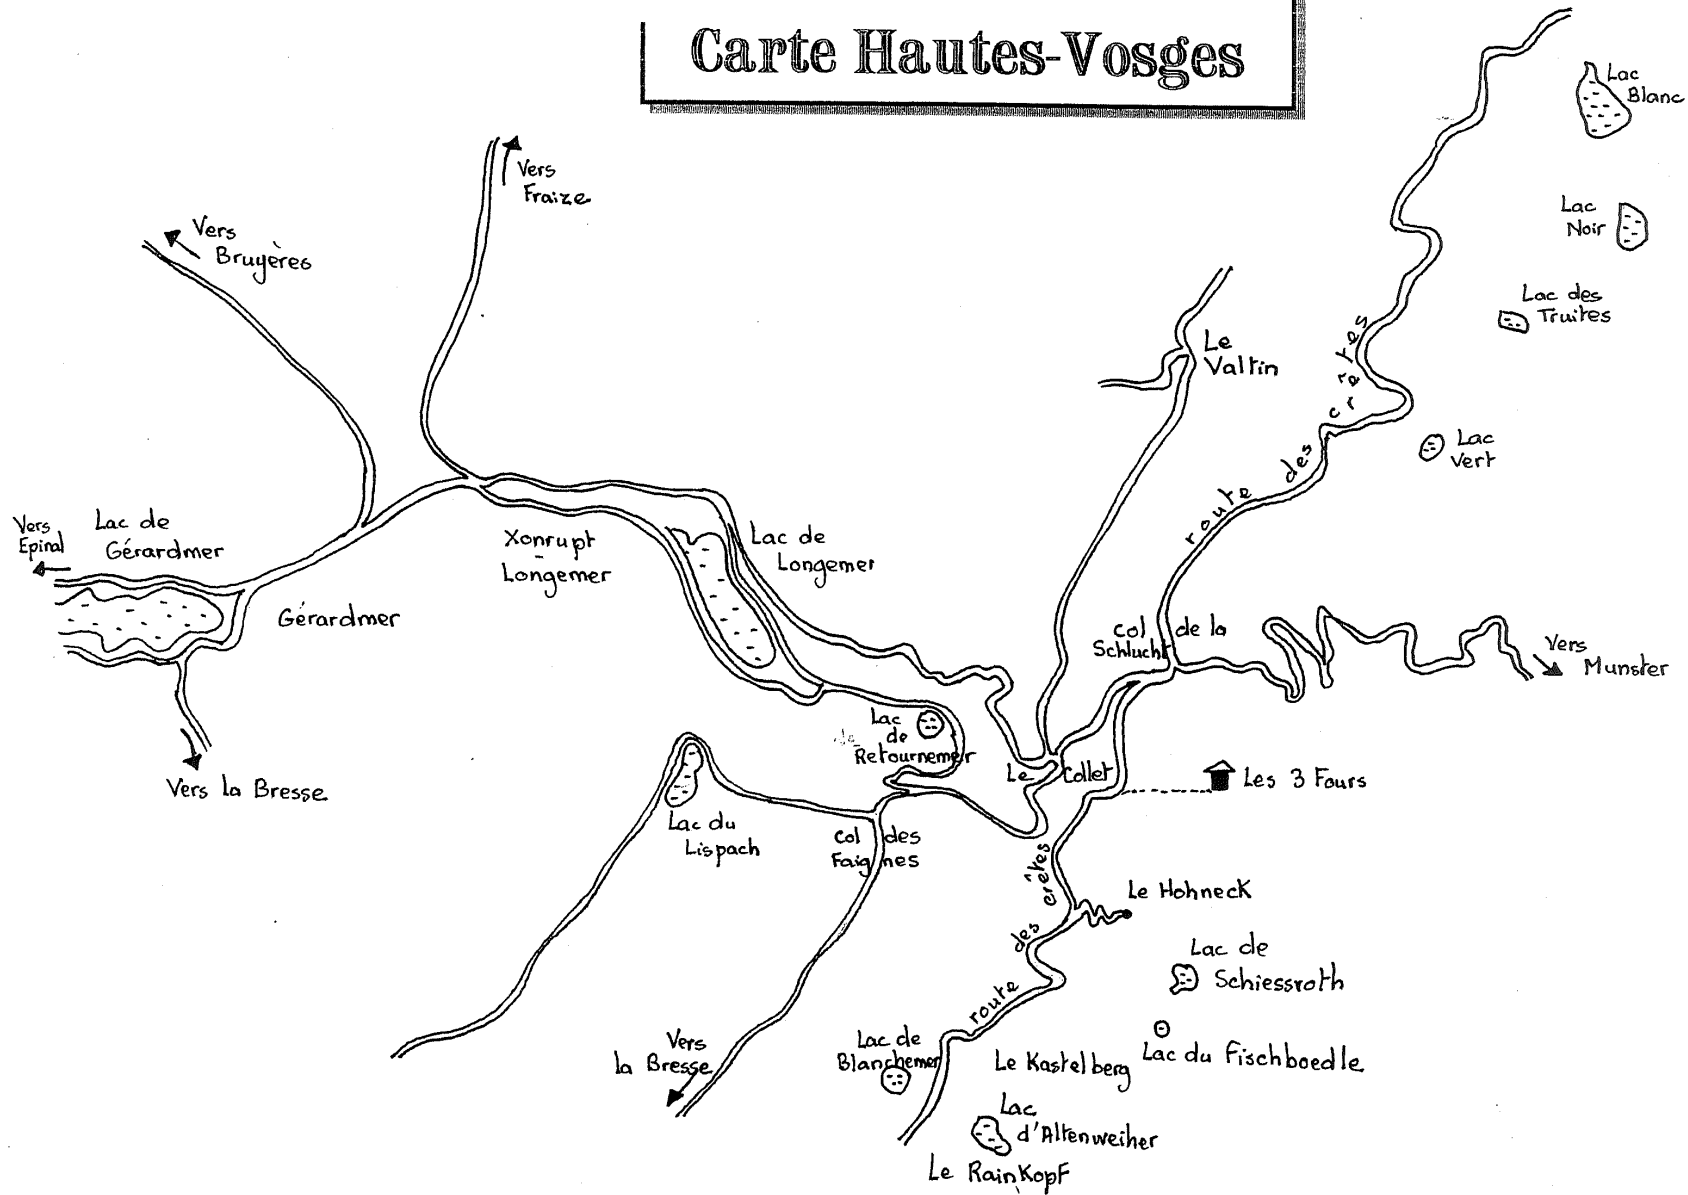 Carte Hautes-Vosges
Lac
Blanc
Vers
Fraize
Lac
Noir
Vers
Bruyères
Lac des
Truites
Le
Valtin
route des crêtes
Lac
Vert
Vers
Epinal
Lac de
Gérardmer
Xonrupt
-
Longemer
Lac de
Longemer
Gérardmer
Col de la
Schlucht
Vers
Munster
Lac
de
Retournemer
Le Collet
Les 3 Fours
Vers la Bresse
Lac du
Lispach
Col des
Faignes
route des crêtes
Le Hohneck
Lac de
Schiessroth
Vers
la Bresse
Lac de
Blanchemer
Le Kastelberg
Lac du Fischboedle
Lac
d'Altenweiher
Le RainKopf